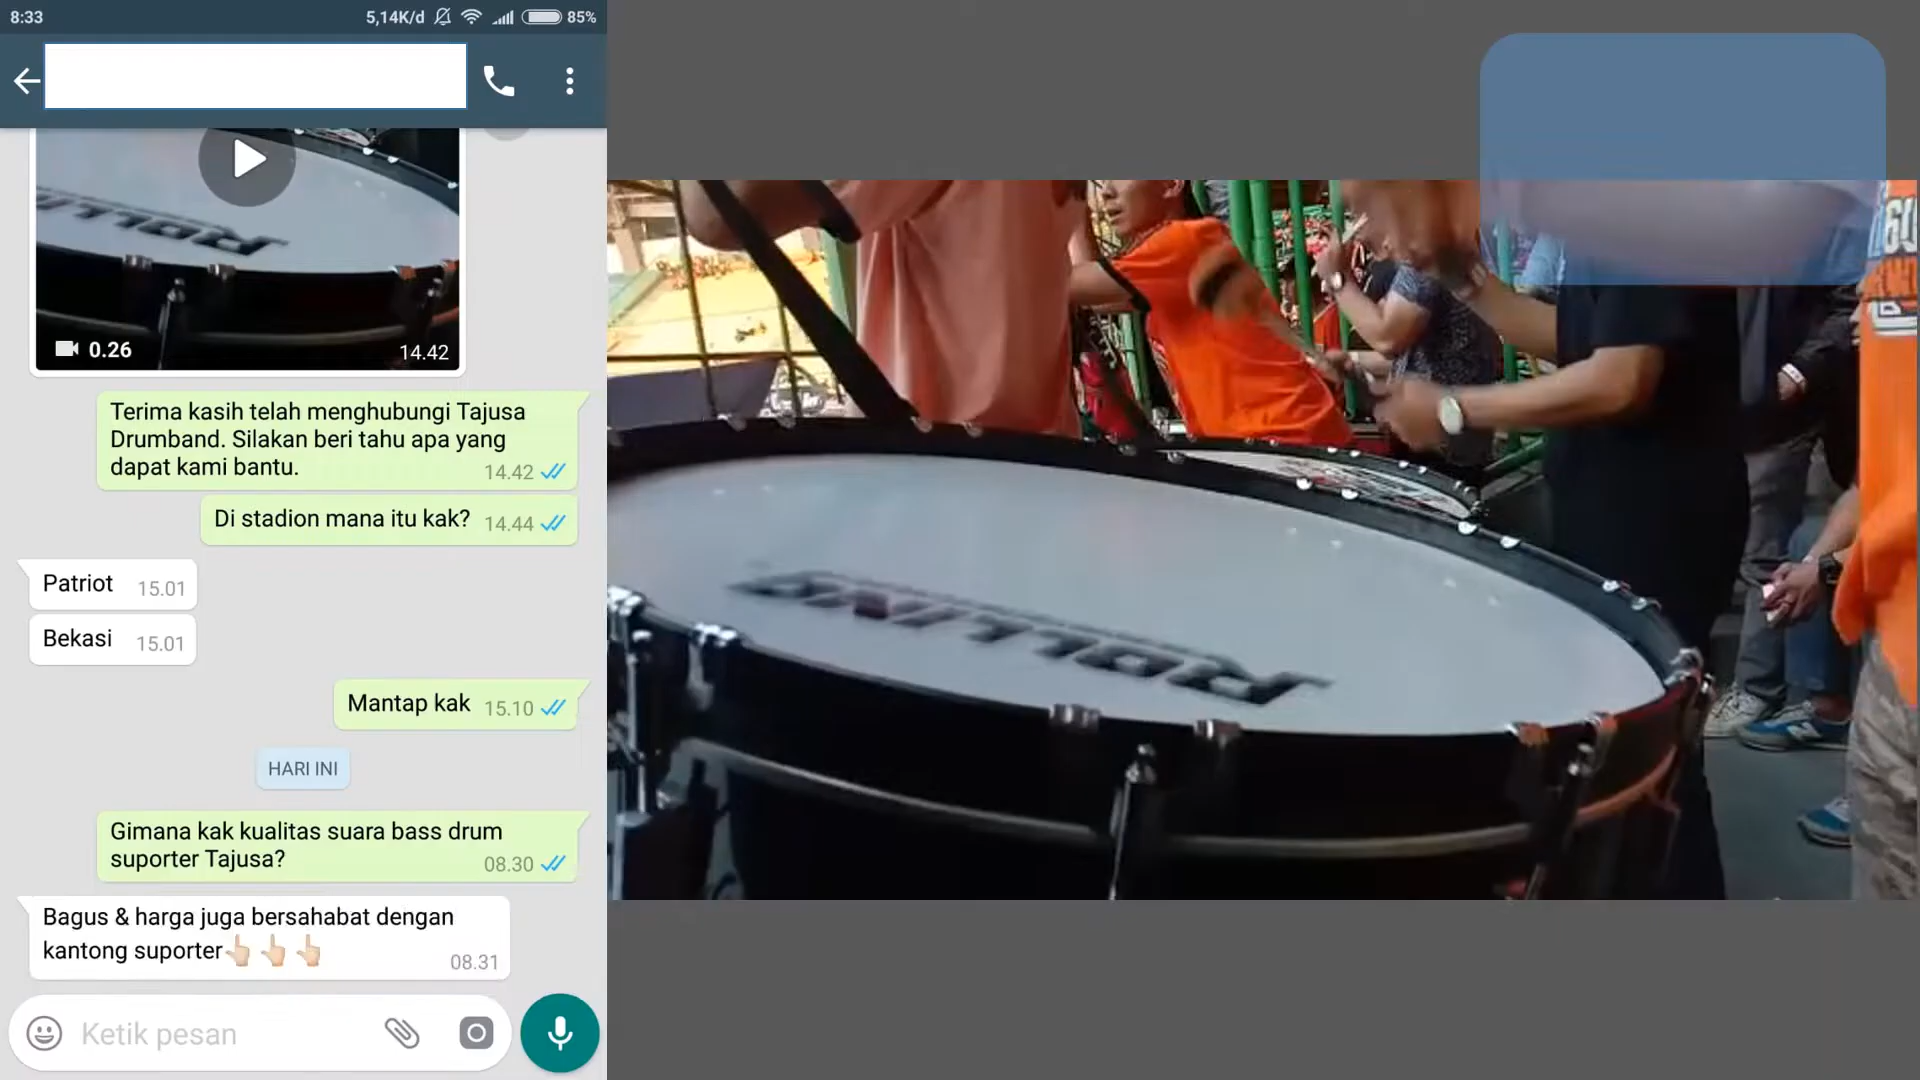 8:33
5,14K/d
85%
ROLLING
0.26
14.42
Terima kasih telah menghubungi Tajusa
Drumband. Silakan beri tahu apa yang
dapat kami bantu.
14.42
Di stadion mana itu kak?
14.44
Patriot
15.01
Bekasi
15.01
Mantap kak
15.10
HARI INI
Gimana kak kualitas suara bass drum
suporter Tajusa?
08.30
Bagus & harga juga bersahabat dengan
kantong suporter👆🏻👆🏻👆🏻
08.31
Ketik pesan